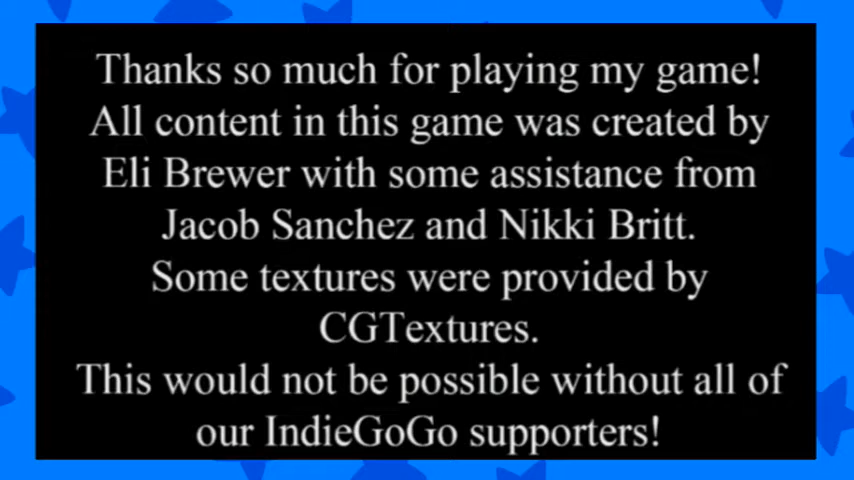 Thanks so much for playing my game!
All content in this game was created by
Eli Brewer with some assistance from
Jacob Sanchez and Nikki Britt.
Some textures were provided by
CGTextures.
This would not be possible without all of
our IndieGoGo supporters!